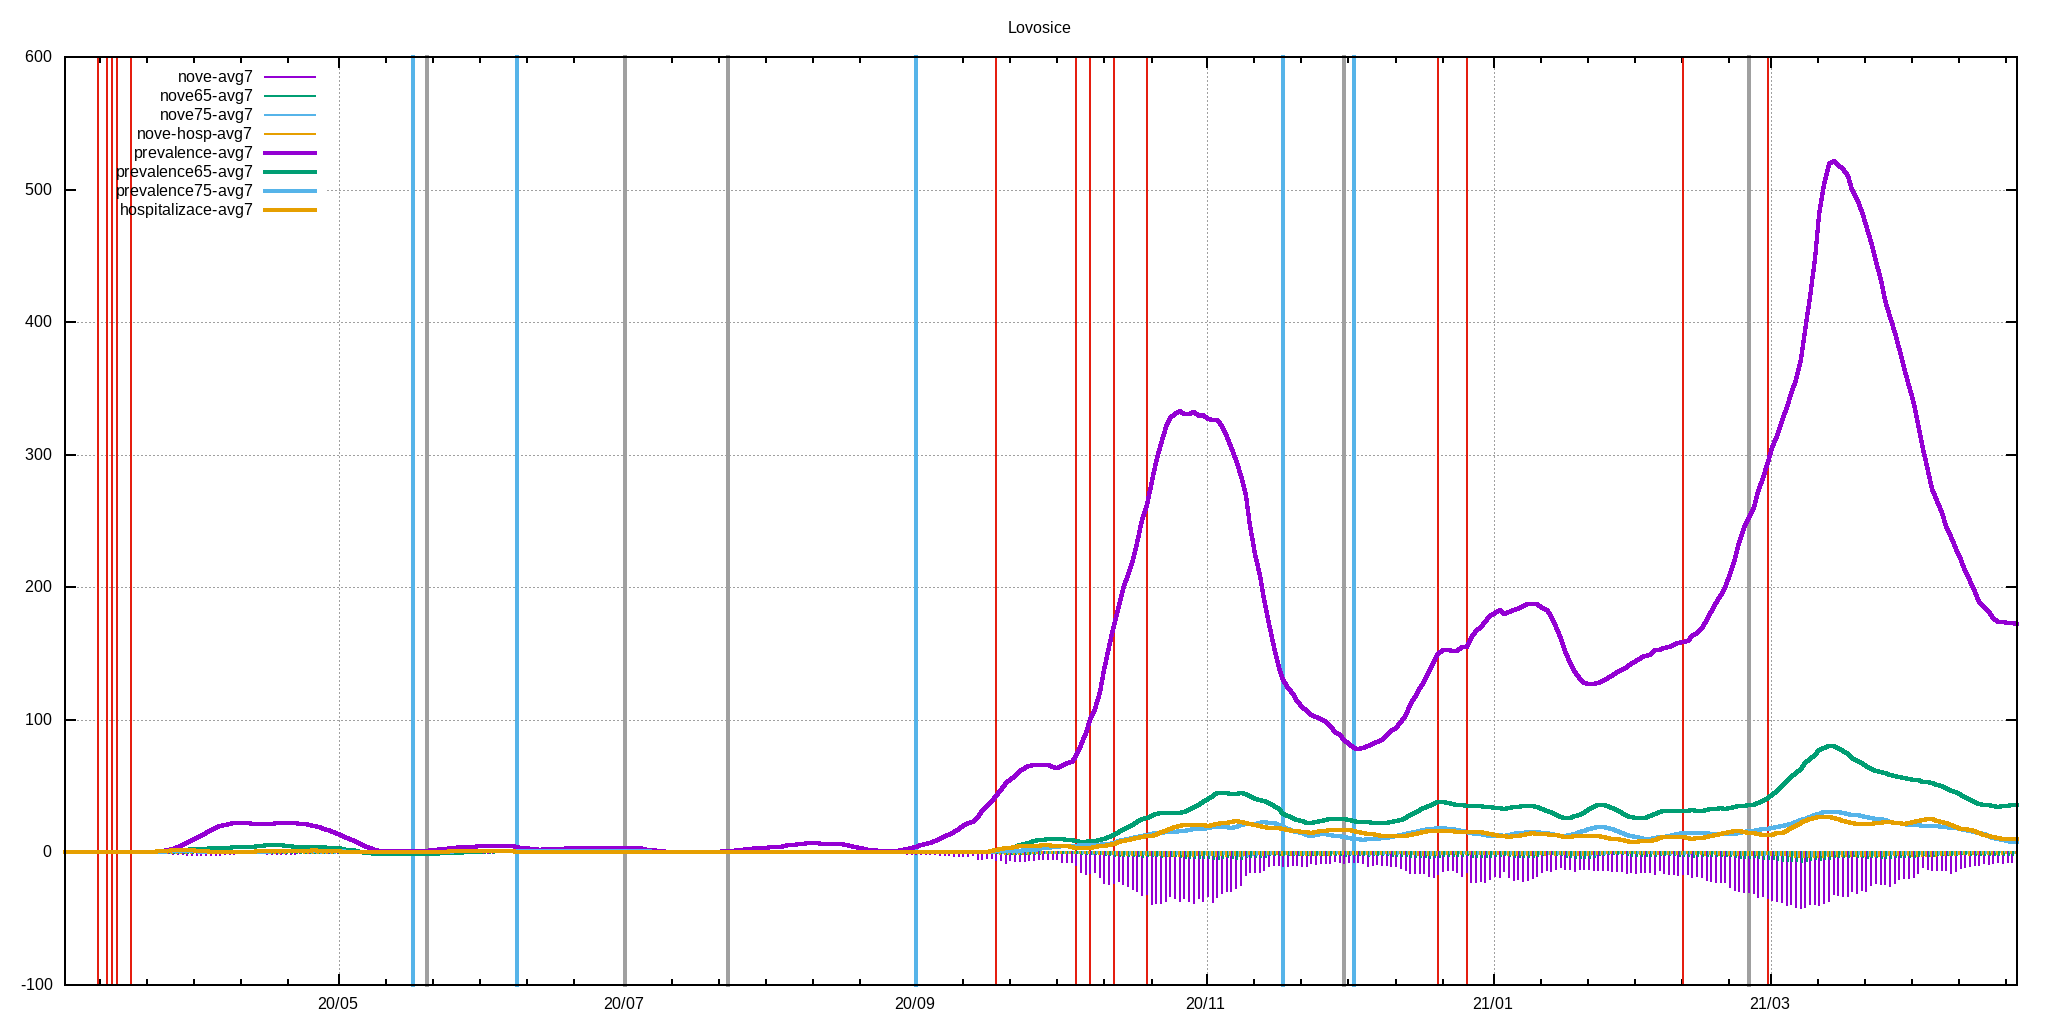 Lovosice
600
500
400
300
200
100
0
-100
nove-avg7
nove65-avg7
nove75-avg7
nove-hosp-avg7
prevalence-avg7
prevalence65-avg7
prevalence75-avg7
hospitalizace-avg7
20/05 20/07 20/09 20/11 21/01 21/03